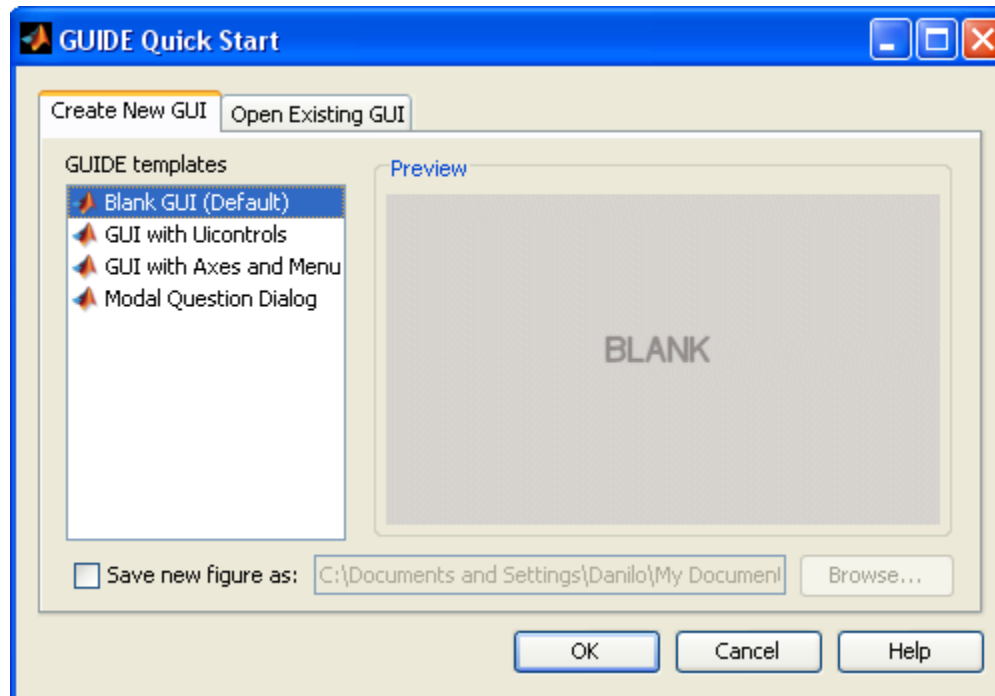 GUIDE Quick Start
Create New GUI
Open Existing GUI
GUIDE templates
Blank GUI (Default)
GUI with Uicontrols
GUI with Axes and Menu
Modal Question Dialog
Preview
BLANK
Save new figure as:
C:\Documents and Settings\Danilo\My Document
Browse...
OK
Cancel
Help